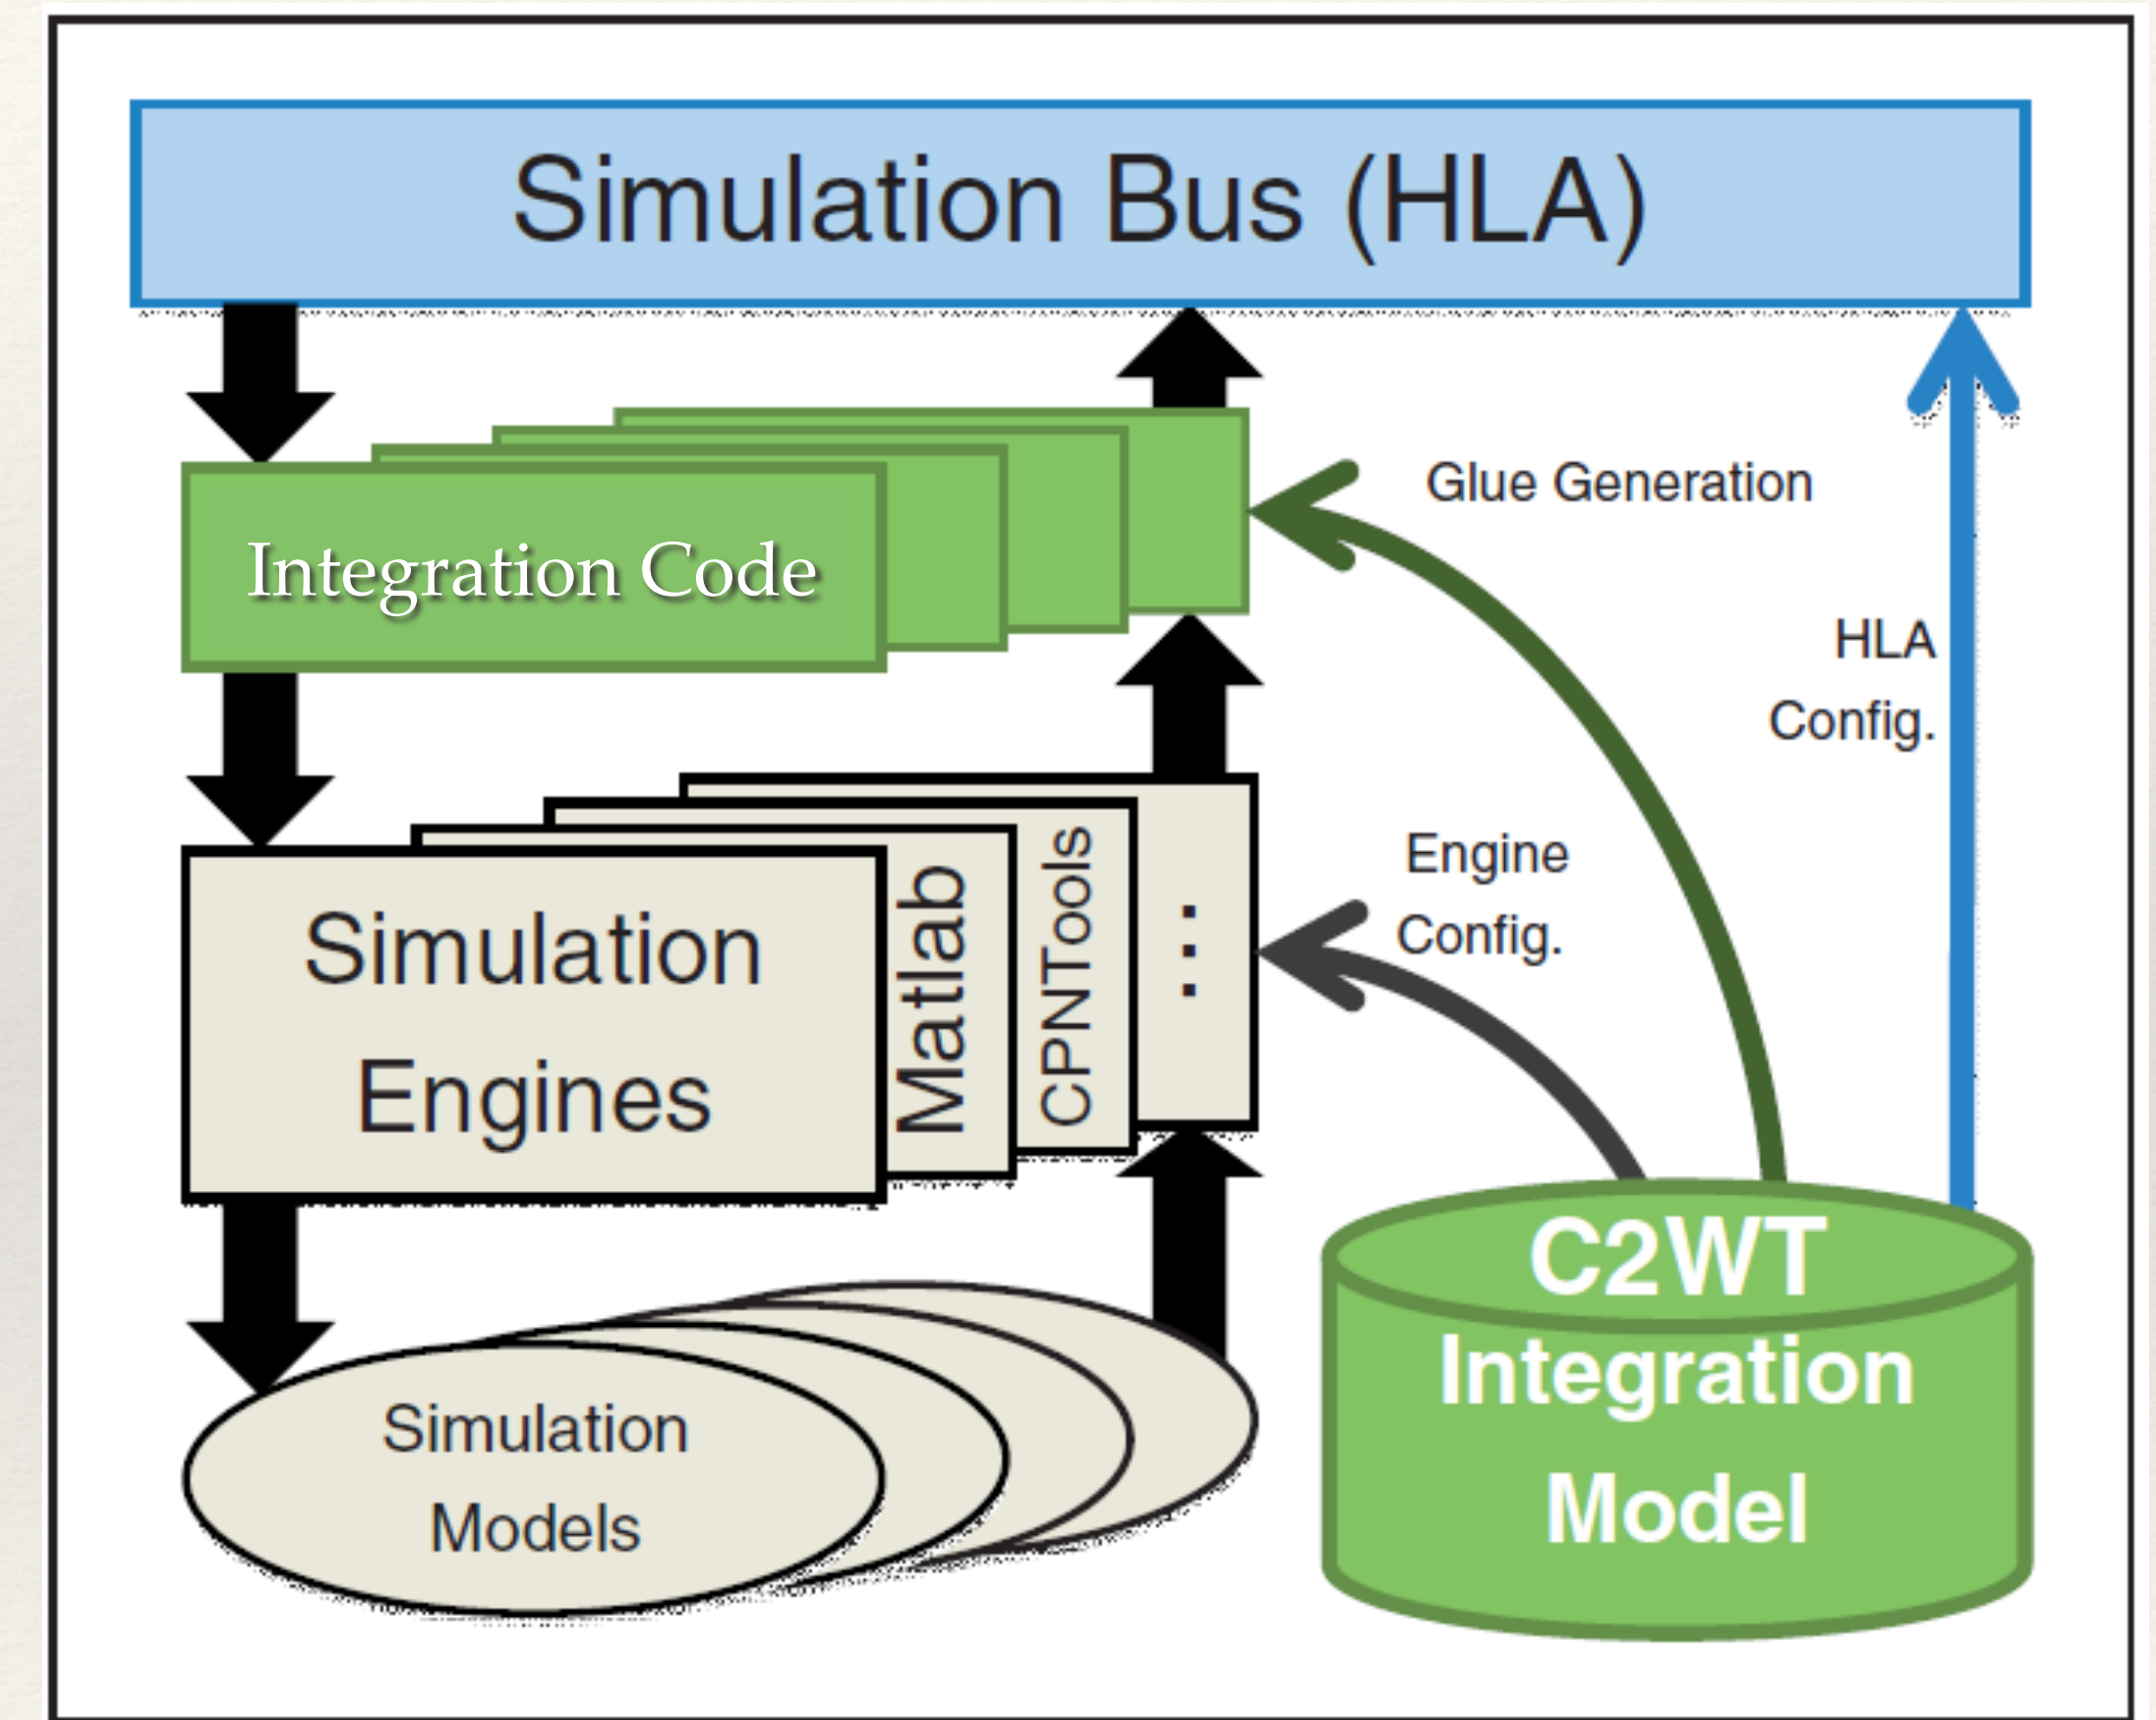 Simulation Bus (HLA)
Integration Code
Glue Generation
HLA
Config.
Simulation
Engines
Matlab
CPNTools
...
Engine
Config.
Simulation
Models
C2WT
Integration
Model